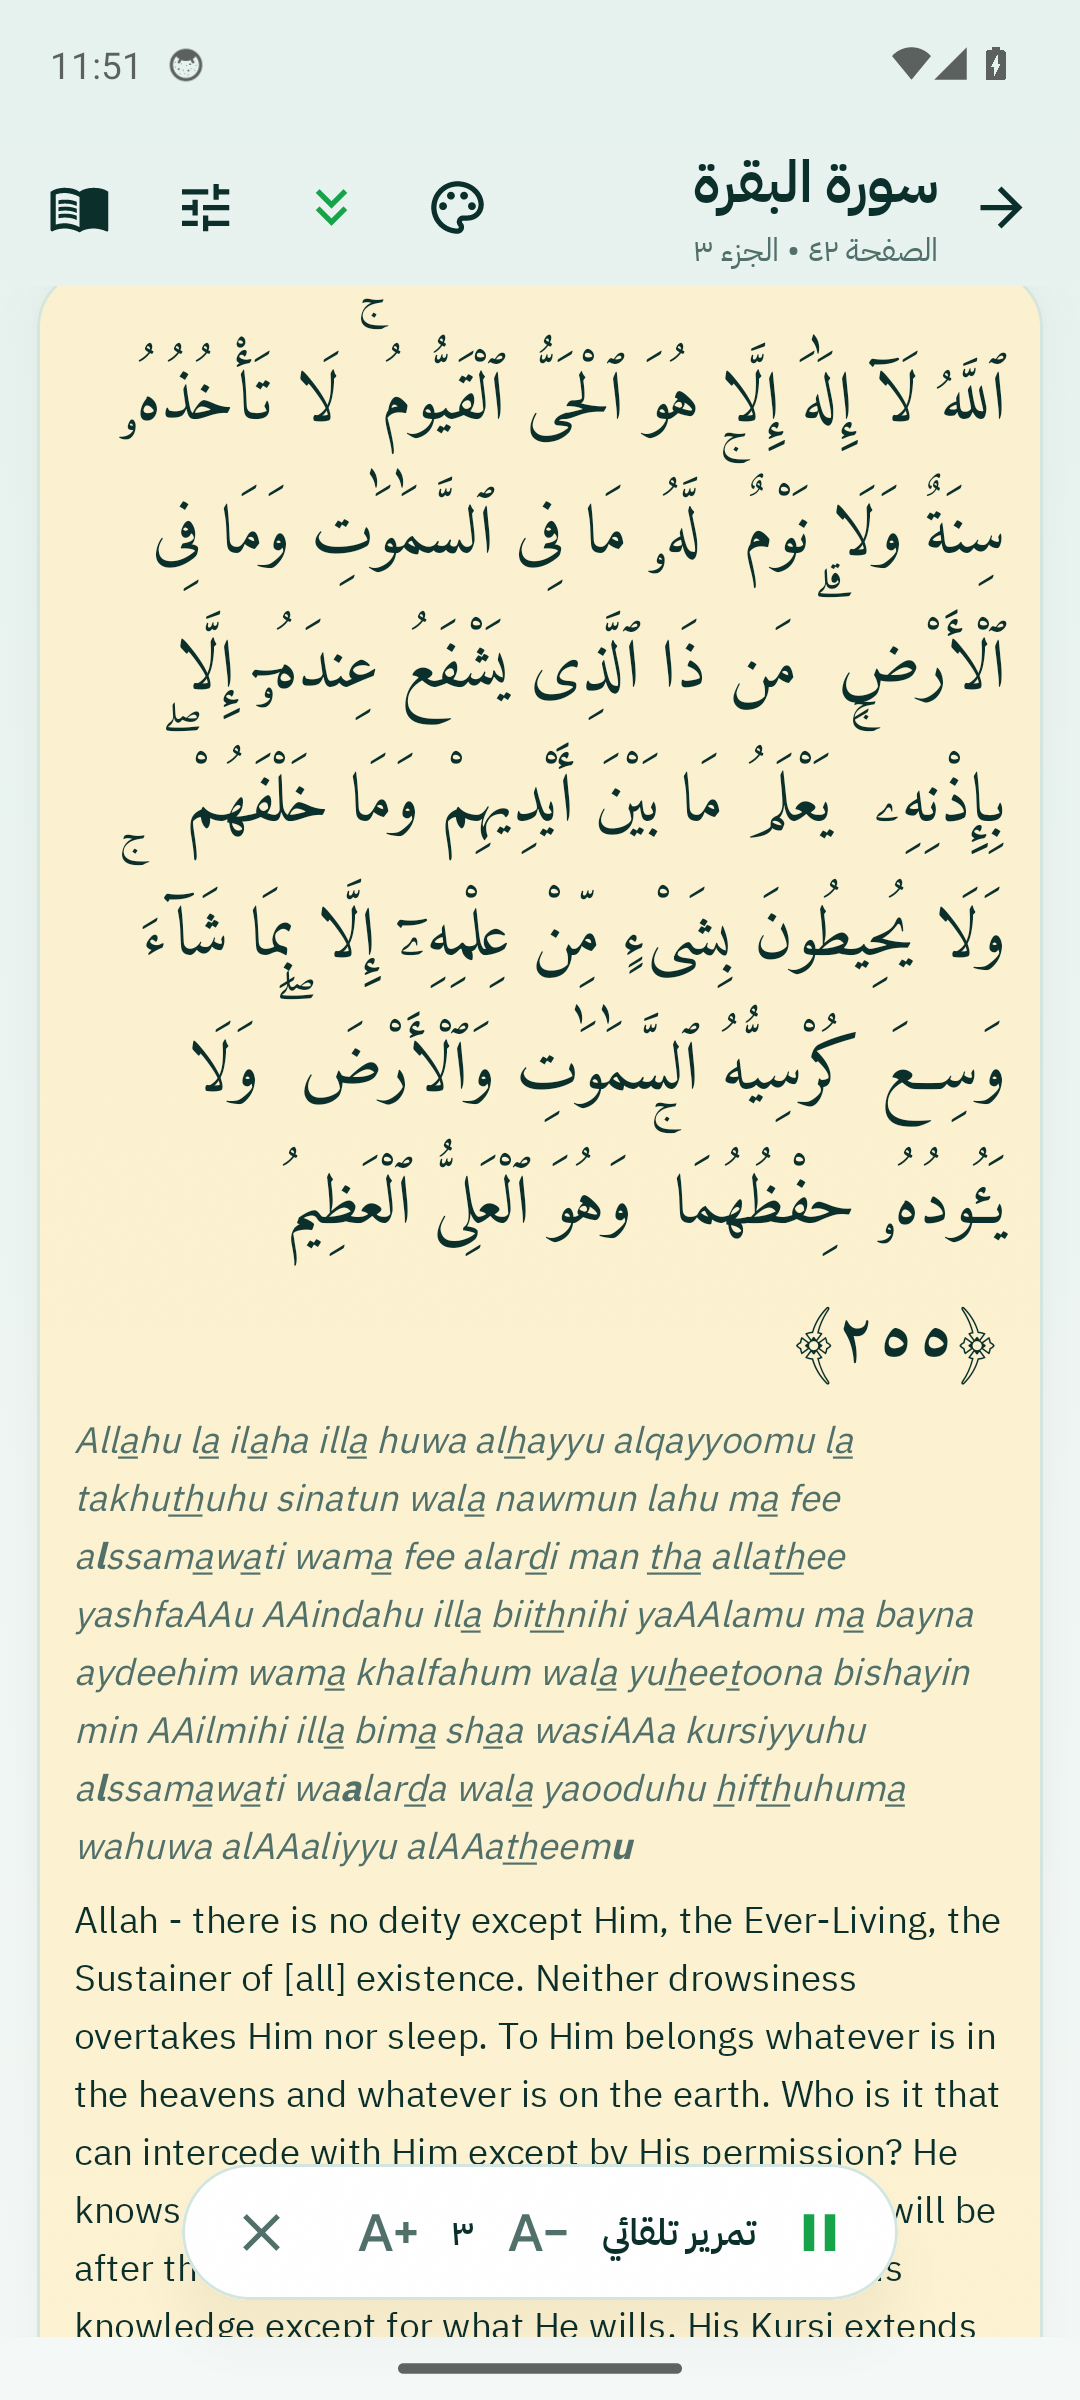 11:51
سورة البقرة
الصفحة ٤٢ • الجزء ٣
ٱللَّهُ لَآ إِلَٰهَ إِلَّا هُوَ ٱلْحَىُّ ٱلْقَيُّومُ ۚ لَا تَأْخُذُهُۥ
سِنَةٌ وَلَا نَوْمٌ ۚ لَّهُۥ مَا فِى ٱلسَّمَٰوَٰتِ وَمَا فِى
ٱلْأَرْضِ ۗ مَن ذَا ٱلَّذِى يَشْفَعُ عِندَهُۥٓ إِلَّا
بِإِذْنِهِۦ ۚ يَعْلَمُ مَا بَيْنَ أَيْدِيهِمْ وَمَا خَلْفَهُمْ ۖ
وَلَا يُحِيطُونَ بِشَىْءٍ مِّنْ عِلْمِهِۦٓ إِلَّا بِمَا شَآءَ ۚ
وَسِعَ كُرْسِيُّهُ ٱلسَّمَٰوَٰتِ وَٱلْأَرْضَ ۖ وَلَا
يَـُٔودُهُۥ حِفْظُهُمَا ۚ وَهُوَ ٱلْعَلِىُّ ٱلْعَظِيمُ
﴿٢٥٥﴾
Allahu la ilaha illa huwa alhayyu alqayyoomu la
takhuthuhu sinatun wala nawmun lahu ma fee
alssamawati wama fee alardi man tha allathee
yashfaAAu AAindahu illa biithnihi yaAAlamu ma bayna
aydeehim wama khalfahum wala yuheetoona bishayin
min AAilmihi illa bima shaa wasiAAa kursiyyuhu
alssamawati waalarda wala yaooduhu hifthuhuma
wahuwa alAAaliyyu alAAatheemu
Allah - there is no deity except Him, the Ever-Living, the
Sustainer of [all] existence. Neither drowsiness
overtakes Him nor sleep. To Him belongs whatever is in
the heavens and whatever is on the earth. Who is it that
can intercede with Him except by His permission? He
knows will be
after
knowledge except for what He wills. His Kursi extends
A+ ٣ A− تمرير تلقائي